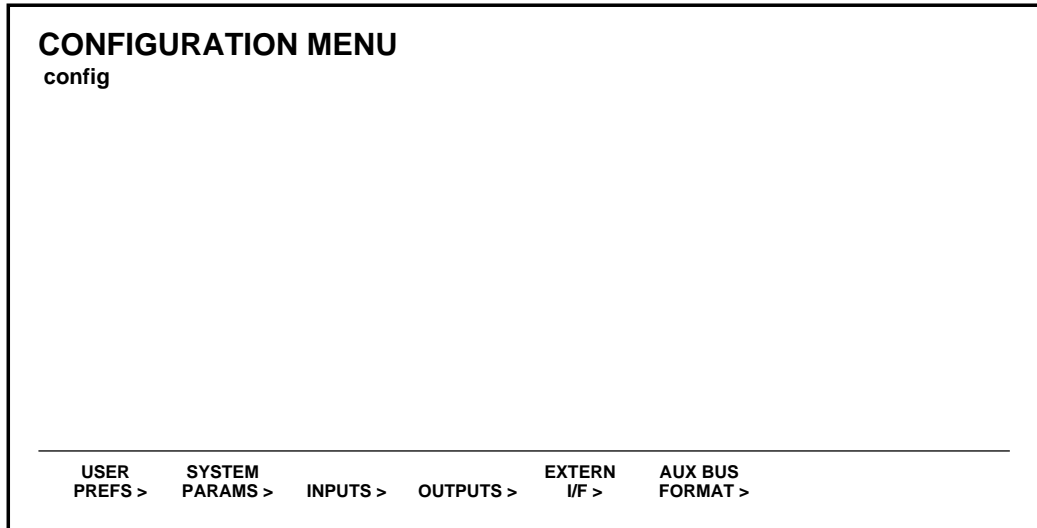 CONFIGURATION MENU
config
USER PREFS >
SYSTEM PARAMS >
INPUTS >
OUTPUTS >
EXTERN I/F >
AUX BUS FORMAT >